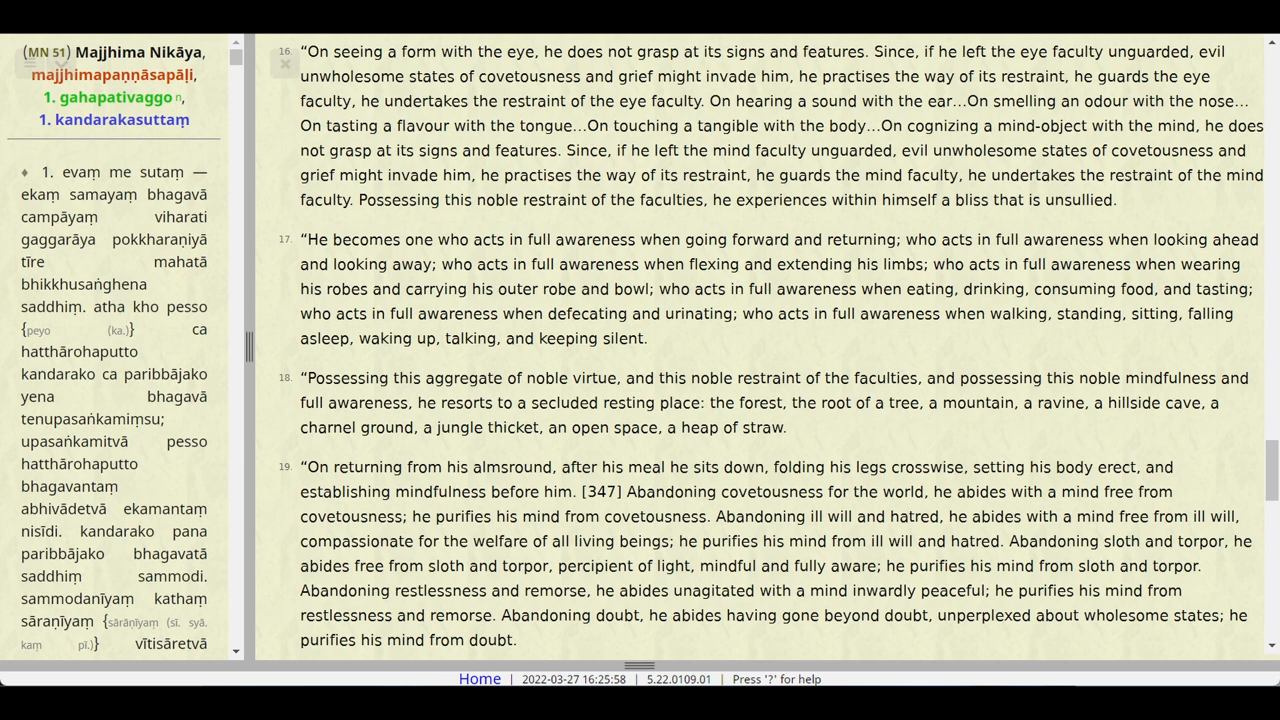 (MN 51) Majjhima Nikāya,
majjhimapaṇṇāsapāḷi,
1. gahapativaggo n,
1. kandarakasuttaṃ
♦ 1. evaṃ me sutaṃ —
ekaṃ samayaṃ bhagavā
campāyaṃ viharati
gaggarāya pokkharaṇiyā
tīre mahatā
bhikkhusaṅghena
saddhiṃ. atha kho pesso
{peyo (ka.)} ca
hatthārohaputto
kandarako ca paribbājako
yena bhagavā
tenupasaṅkamiṃsu;
upasaṅkamitvā pesso
hatthārohaputto
bhagavantaṃ
abhivādetvā ekamantaṃ
nisīdi. kandarako pana
paribbājako bhagavatā
saddhiṃ sammodi.
sammodanīyaṃ kathaṃ
sāraṇīyaṃ {sārāṇīyaṃ (sī. syā.
kaṃ pī.)} vītisāretvā
16. “On seeing a form with the eye, he does not grasp at its signs and features. Since, if he left the eye faculty unguarded, evil
unwholesome states of covetousness and grief might invade him, he practises the way of its restraint, he guards the eye
faculty, he undertakes the restraint of the eye faculty. On hearing a sound with the ear…On smelling an odour with the nose…
On tasting a flavour with the tongue…On touching a tangible with the body…On cognizing a mind-object with the mind, he does
not grasp at its signs and features. Since, if he left the mind faculty unguarded, evil unwholesome states of covetousness and
grief might invade him, he practises the way of its restraint, he guards the mind faculty, he undertakes the restraint of the mind
faculty. Possessing this noble restraint of the faculties, he experiences within himself a bliss that is unsullied.
17. “He becomes one who acts in full awareness when going forward and returning; who acts in full awareness when looking ahead
and looking away; who acts in full awareness when flexing and extending his limbs; who acts in full awareness when wearing
his robes and carrying his outer robe and bowl; who acts in full awareness when eating, drinking, consuming food, and tasting;
who acts in full awareness when defecating and urinating; who acts in full awareness when walking, standing, sitting, falling
asleep, waking up, talking, and keeping silent.
18. “Possessing this aggregate of noble virtue, and this noble restraint of the faculties, and possessing this noble mindfulness and
full awareness, he resorts to a secluded resting place: the forest, the root of a tree, a mountain, a ravine, a hillside cave, a
charnel ground, a jungle thicket, an open space, a heap of straw.
19. “On returning from his almsround, after his meal he sits down, folding his legs crosswise, setting his body erect, and
establishing mindfulness before him. [347] Abandoning covetousness for the world, he abides with a mind free from
covetousness; he purifies his mind from covetousness. Abandoning ill will and hatred, he abides with a mind free from ill will,
compassionate for the welfare of all living beings; he purifies his mind from ill will and hatred. Abandoning sloth and torpor, he
abides free from sloth and torpor, percipient of light, mindful and fully aware; he purifies his mind from sloth and torpor.
Abandoning restlessness and remorse, he abides unagitated with a mind inwardly peaceful; he purifies his mind from
restlessness and remorse. Abandoning doubt, he abides having gone beyond doubt, unperplexed about wholesome states; he
purifies his mind from doubt.
Home | 2022-03-27 16:25:58 | 5.22.0109.01 | Press '?' for help